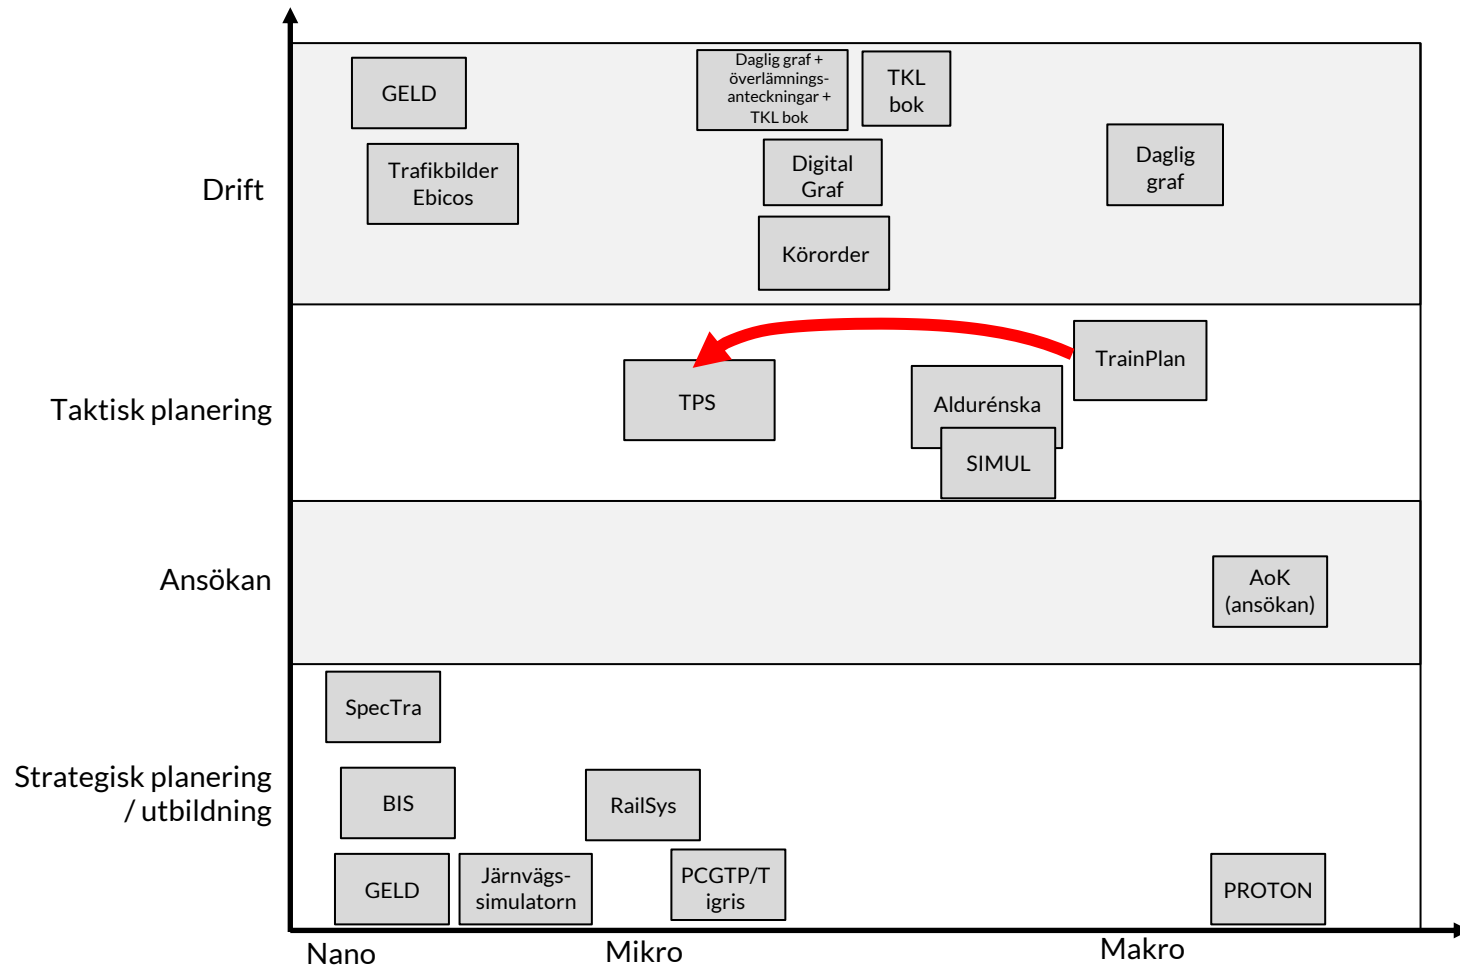 Drift
GELD
Trafikbilder
Ebicos
Daglig graf +
överlämnings-
anteckningar +
TKL bok
TKL
bok
Digital
Graf
Körorder
Daglig
graf
Taktisk planering
TPS
Aldurénska
SIMUL
TrainPlan
Ansökan
AoK
(ansökan)
Strategisk planering
/ utbildning
SpecTra
BIS
RailSys
GELD
Järnvägs-
simulatorn
PCGTP/T
igris
PROTON
Nano
Mikro
Makro